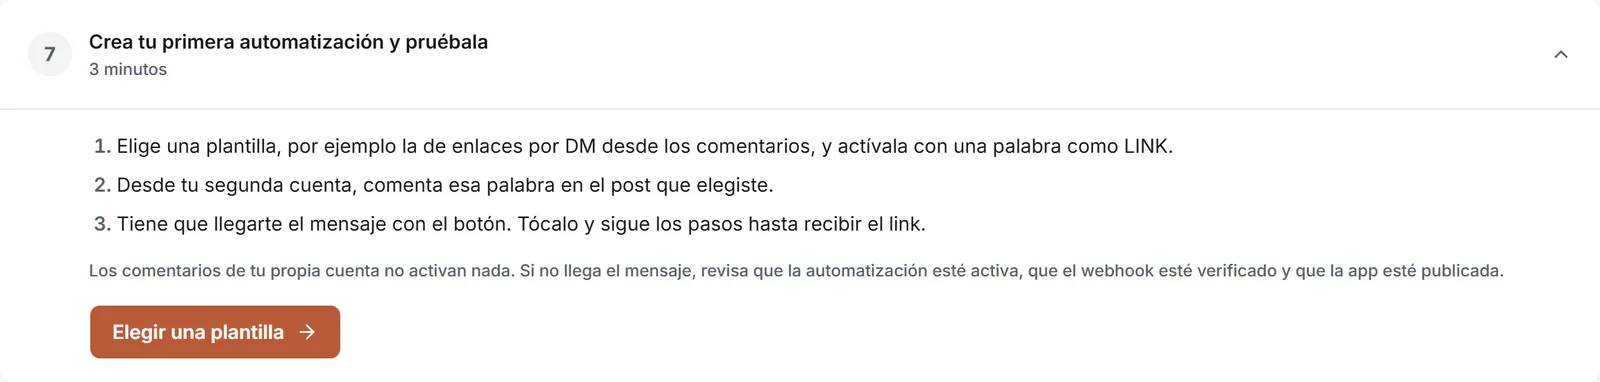 7
Crea tu primera automatización y pruébala
3 minutos
1. Elige una plantilla, por ejemplo la de enlaces por DM desde los comentarios, y actívala con una palabra como LINK.
2. Desde tu segunda cuenta, comenta esa palabra en el post que elegiste.
3. Tiene que llegarte el mensaje con el botón. Tócalo y sigue los pasos hasta recibir el link.
Los comentarios de tu propia cuenta no activan nada. Si no llega el mensaje, revisa que la automatización esté activa, que el webhook esté verificado y que la app esté publicada.
Elegir una plantilla →